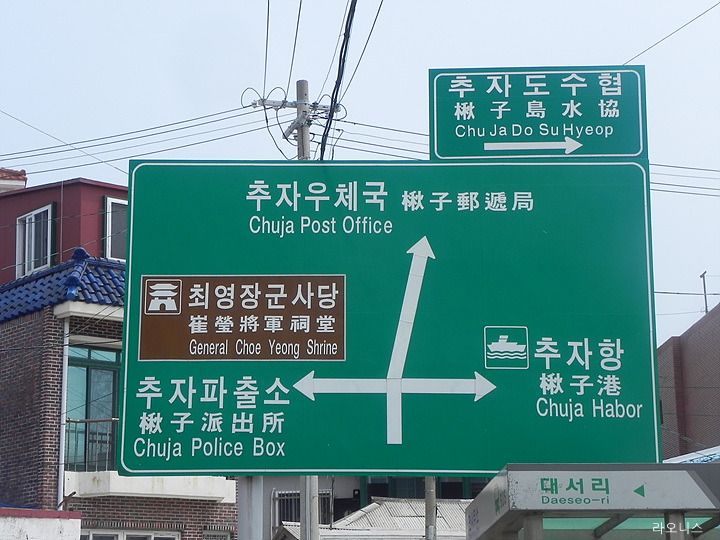 추자도수협
楸子島水協
Chu Ja Do Su Hyeop
추자우체국 楸子郵遞局
Chuja Post Office
최영장군사당
崔瑩將軍祠堂
General Choe Yeong Shrine
추자파출소
楸子派出所
Chuja Police Box
추자항
楸子港
Chuja Habor
대서리
Daeseo-ri
라오니스